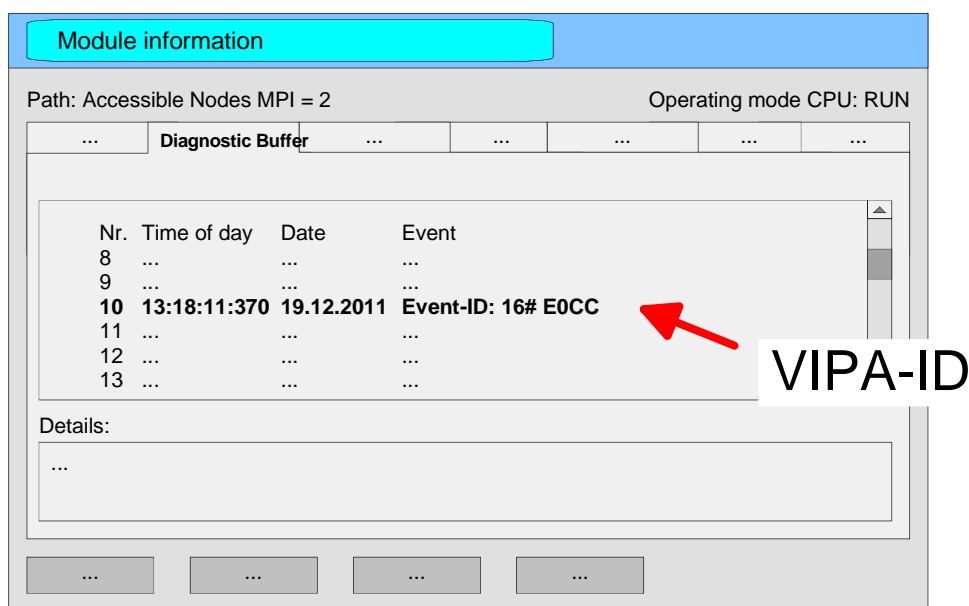 Module information
Path: Accessible Nodes MPI = 2 Operating mode CPU: RUN
... Diagnostic Buffer ... ... ... ... ...
Nr. Time of day Date Event
8 ... ... ...
9 ... ... ...
10 13:18:11:370 19.12.2011 Event-ID: 16# E0CC
11 ... ... ...
12 ... ... ...
13 ... ... ...
VIPA-ID
Details:
...
... ... ... ...